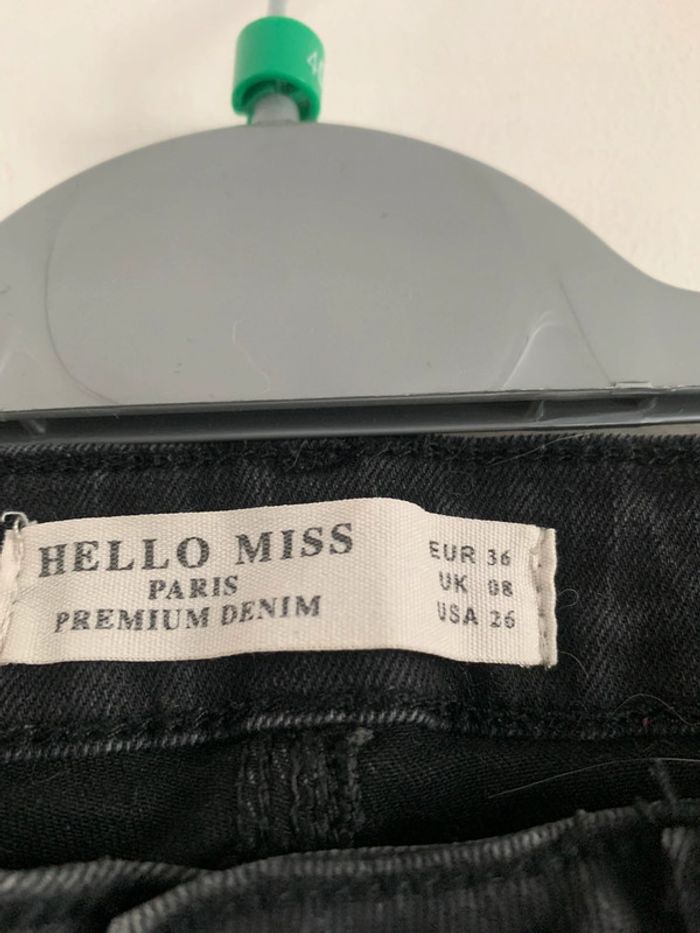 HELLO MISS
PARIS
PREMIUM DENIM
EUR 36
UK 08
USA 26